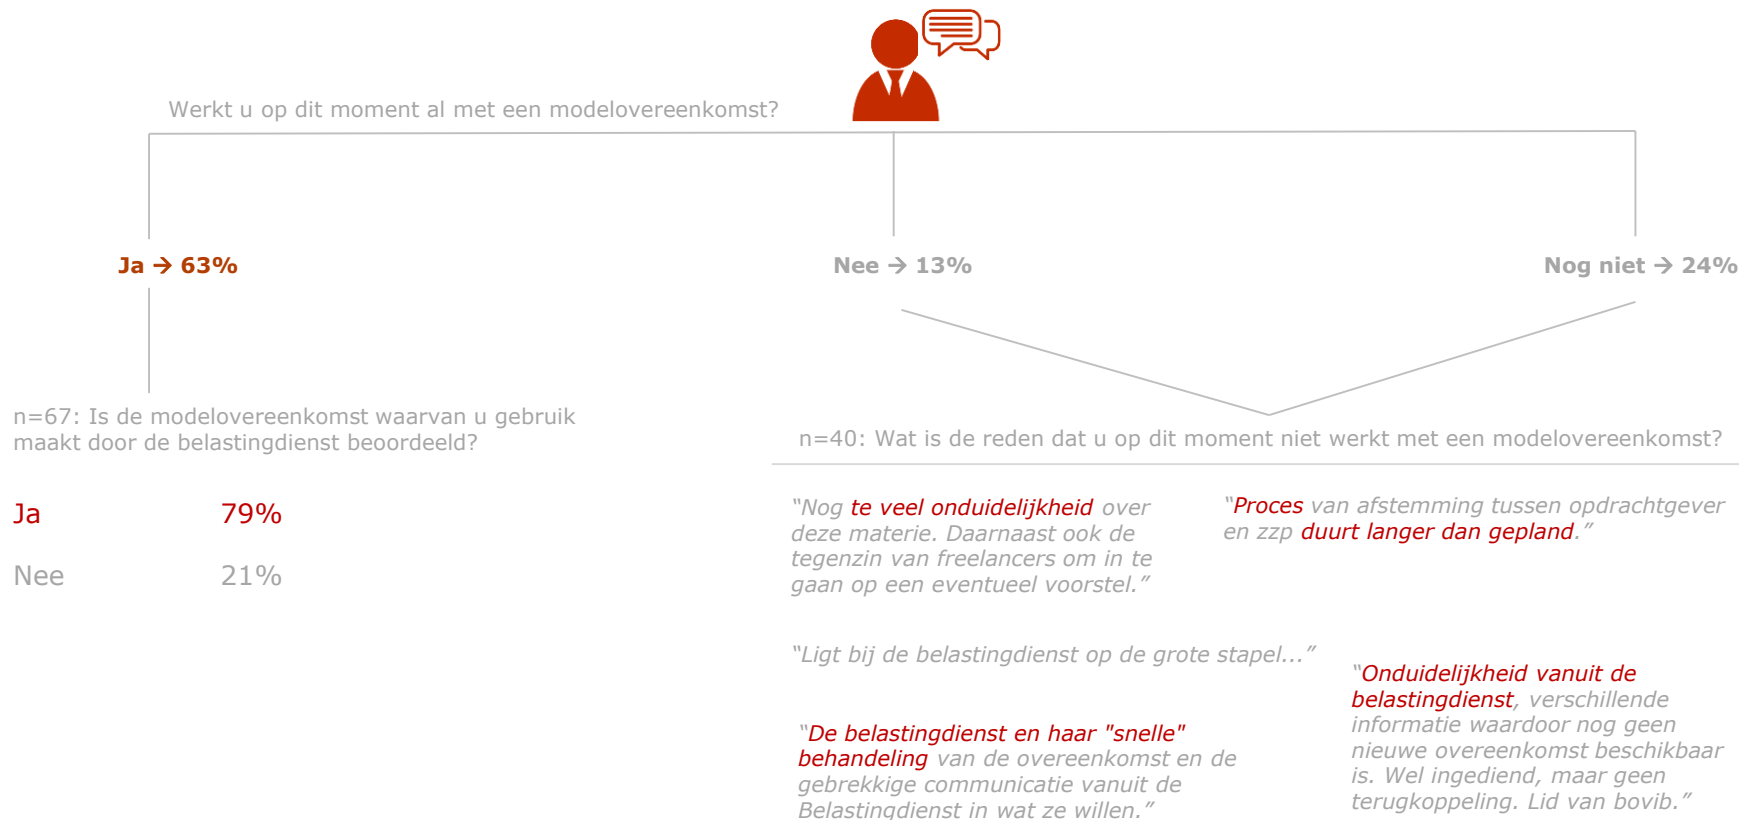 Werkt u op dit moment al met een modelovereenkomst?
Ja → 63%
Nee → 13%
Nog niet → 24%
n=67: Is de modelovereenkomst waarvan u gebruik
maakt door de belastingdienst beoordeeld?
Ja 79%
Nee 21%
n=40: Wat is de reden dat u op dit moment niet werkt met een modelovereenkomst?
“Nog te veel onduidelijkheid over
deze materie. Daarnaast ook de
tegenzin van freelancers om in te
gaan op een eventueel voorstel.”
“Proces van afstemming tussen opdrachtgever
en zzp duurt langer dan gepland.”
“Ligt bij de belastingdienst op de grote stapel...”
“De belastingdienst en haar "snelle"
behandeling van de overeenkomst en de
gebrekkige communicatie vanuit de
Belastingdienst in wat ze willen.”
“Onduidelijkheid vanuit de
belastingdienst, verschillende
informatie waardoor nog geen
nieuwe overeenkomst beschikbaar
is. Wel ingediend, maar geen
terugkoppeling. Lid van bovib.”